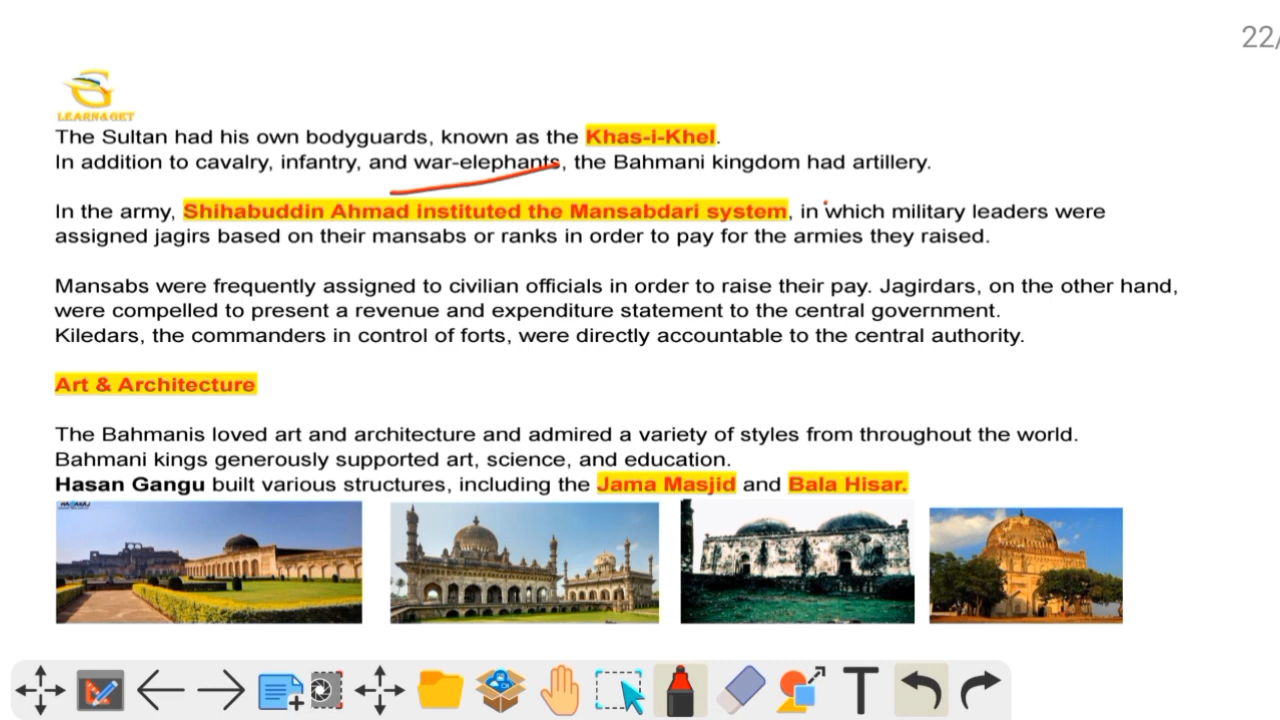 22/
LEARN&GET
The Sultan had his own bodyguards, known as the Khas-i-Khel.
In addition to cavalry, infantry, and war-elephants, the Bahmani kingdom had artillery.
In the army, Shihabuddin Ahmad instituted the Mansabdari system, in which military leaders were
assigned jagirs based on their mansabs or ranks in order to pay for the armies they raised.
Mansabs were frequently assigned to civilian officials in order to raise their pay. Jagirdars, on the other hand,
were compelled to present a revenue and expenditure statement to the central government.
Kiledars, the commanders in control of forts, were directly accountable to the central authority.
Art & Architecture
The Bahmanis loved art and architecture and admired a variety of styles from throughout the world.
Bahmani kings generously supported art, science, and education.
Hasan Gangu built various structures, including the Jama Masjid and Bala Hisar.
T